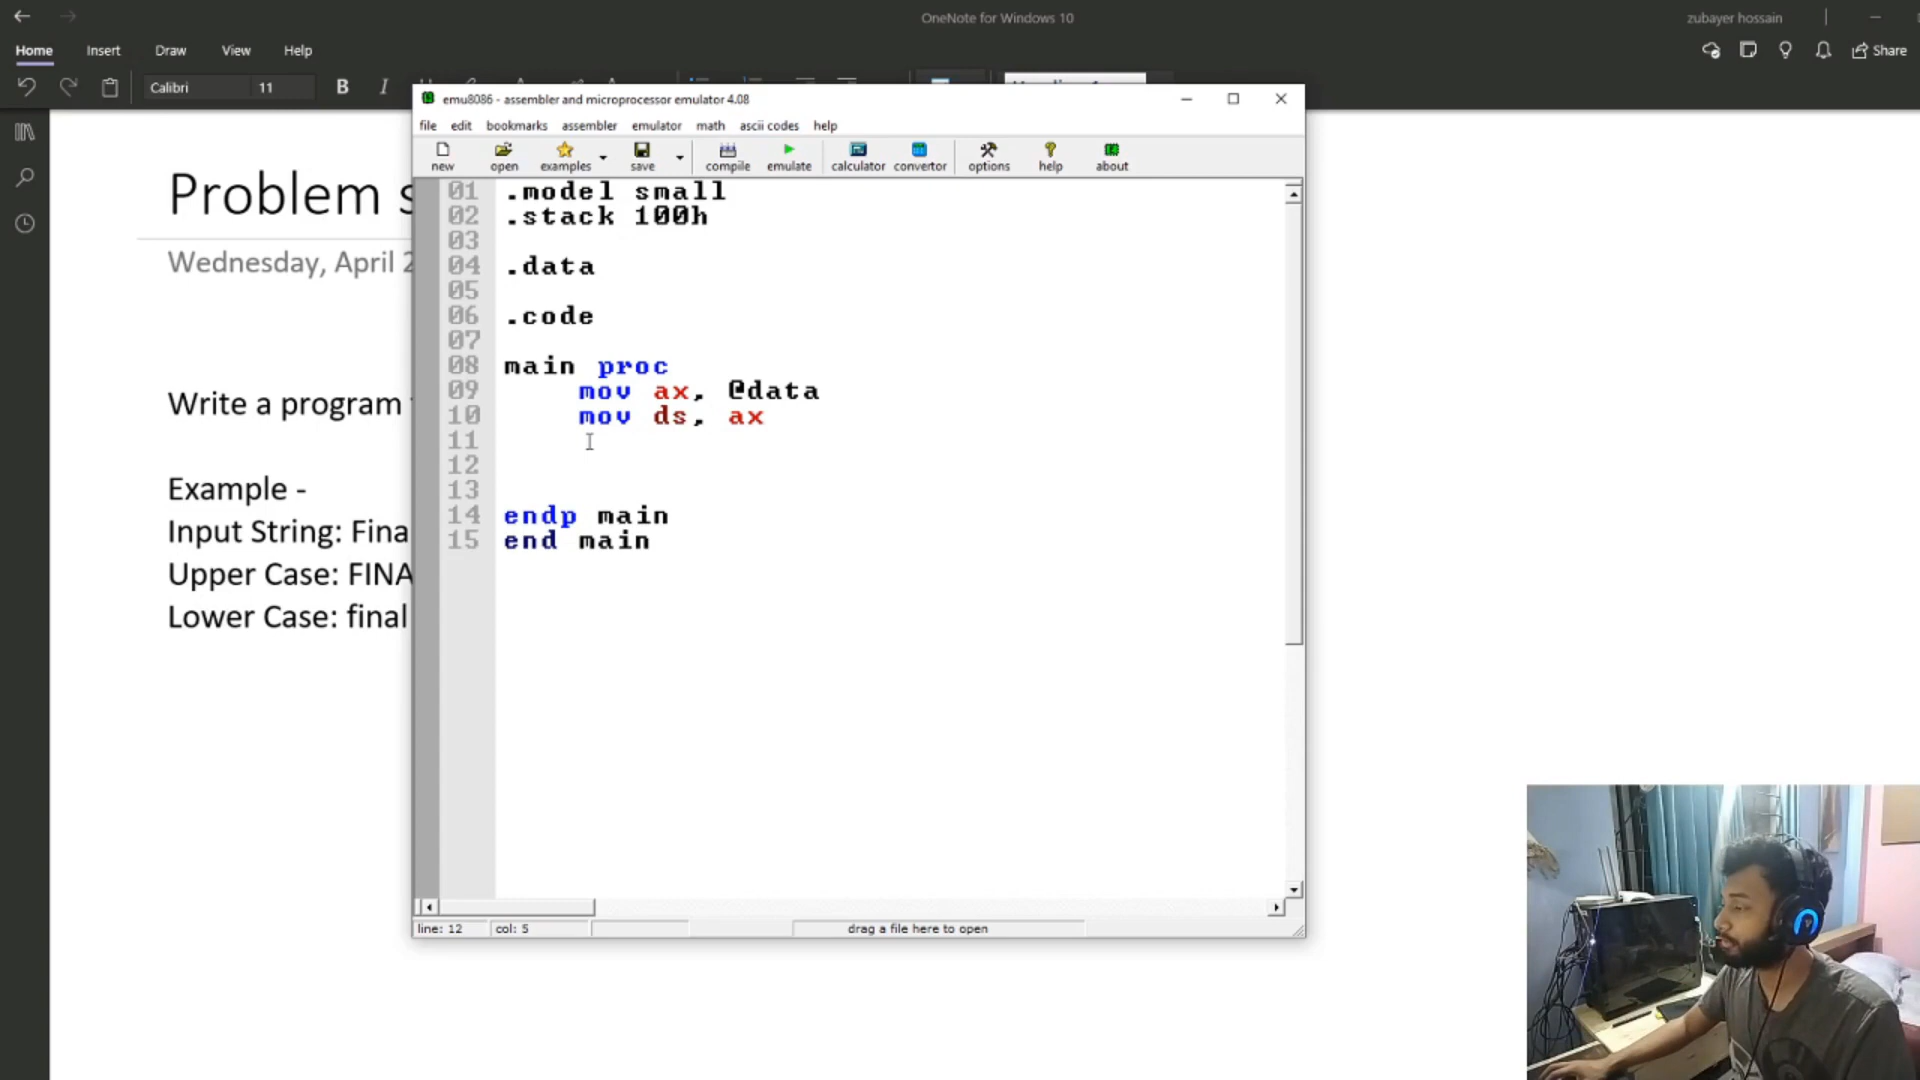 OneNote for Windows 10
zubayer hossain
Home Insert Draw View Help
Share
Calibri 11 B I
emu8086 - assembler and microprocessor emulator 4.08
file edit bookmarks assembler emulator math ascii codes help
new open examples save compile emulate calculator convertor options help about
01 .model small
02 .stack 100h
03
04 .data
05
06 .code
07
08 main proc
09 mov ax, @data
10 mov ds, ax
11
12
13
14 endp main
15 end main
line: 12 col: 5 drag a file here to open
Problem
Wednesday, April
Write a program
Example -
Input String: Fina
Upper Case: FINA
Lower Case: final